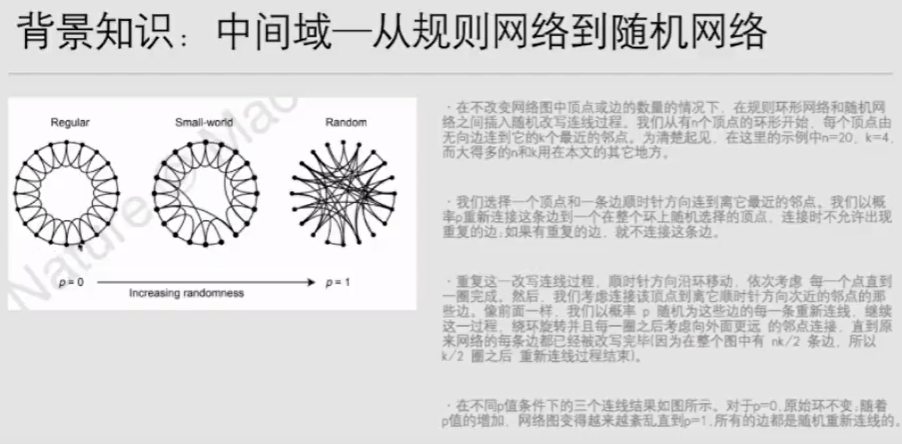 背景知识：中间域—从规则网络到随机网络
Regular
Small-world
Random
Nature © Mac
p = 0
p = 1
Increasing randomness
·在不改变网络图中顶点或边的数量的情况下，在规则环形网络和随机网
络之间插入随机改写连线过程。我们从有n个顶点的环形开始，每个顶点由
无向边连到它的k个最近的邻点。为清楚起见，在这里的示例中n=20，k=4，
而大得多的n和k用在本文的其它地方。
·我们选择一个顶点和一条边顺时针方向连到离它最近的邻点。我们以概
率p重新连接这条边到一个在整个环上随机选择的顶点，连接时不允许出现
重复的边;如果有重复的边，就不连接这条边。
·重复这一改写连线过程，顺时针方向沿环移动，依次考虑 每一个点直到
一圈完成。然后，我们考虑连接该顶点到离它顺时针方向次近的邻点的那
些边。像前面一样，我们以概率 p 随机为这些边的每一条重新连线，继续
这一过程，绕环旋转并且每一圈之后考虑向外面更远 的邻点连接，直到原
来网络的每条边都已经被改写完毕(因为在整个图中有 nk/2 条边，所以
k/2 圈之后 重新连线过程结束)。
·在不同p值条件下的三个连线结果如图所示。对于p=0,原始环不变;随着
p值的增加，网络图变得越来越紊乱直到p=1,所有的边都是随机重新连线的。